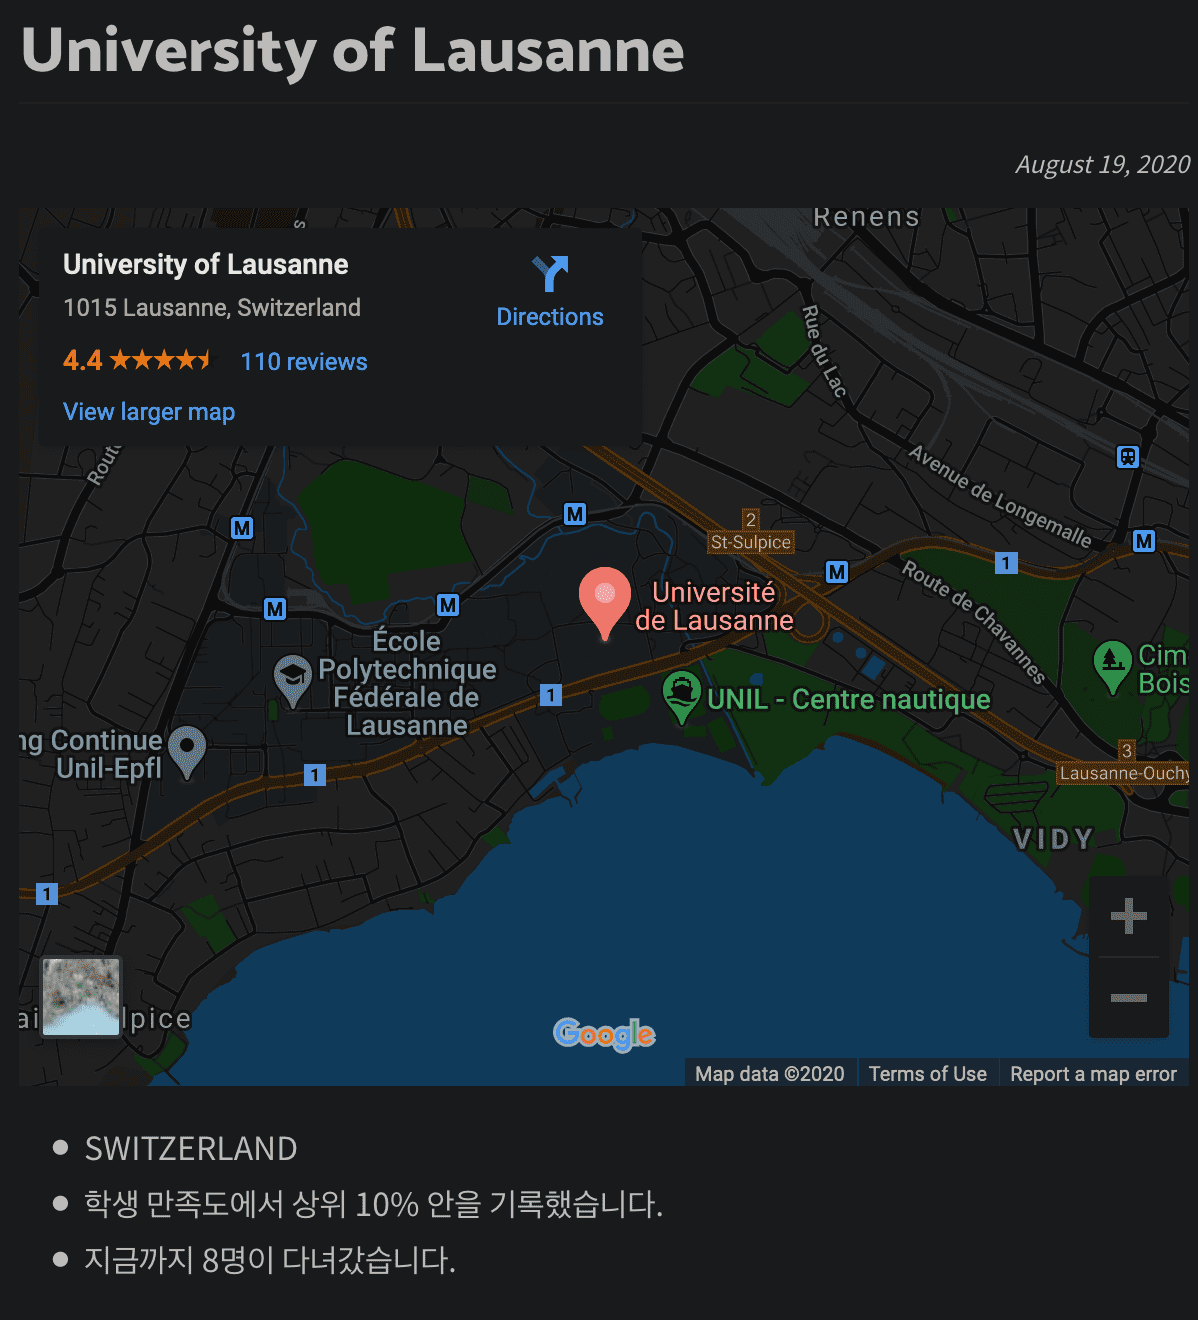 University of Lausanne
August 19, 2020
Renens
s
University of Lausanne
1015 Lausanne, Switzerland
Directions
4.4
110 reviews
View larger map
Rue du Lac
Route
Avenue de Longemalle
M
M
2
St-Sulpice
M
M
1
Route de Chavannes
M
M
Université
de Lausanne
École
Polytechnique
Fédérale de
Lausanne
Cim
Bois
1
UNIL - Centre nautique
ng Continue
Unil-Epfl
1
3
Lausanne-Ouchy
VIDY
1
+
−
ai lpice
Google
Map data ©2020 Terms of Use Report a map error
SWITZERLAND
학생 만족도에서 상위 10% 안을 기록했습니다.
지금까지 8명이 다녀갔습니다.